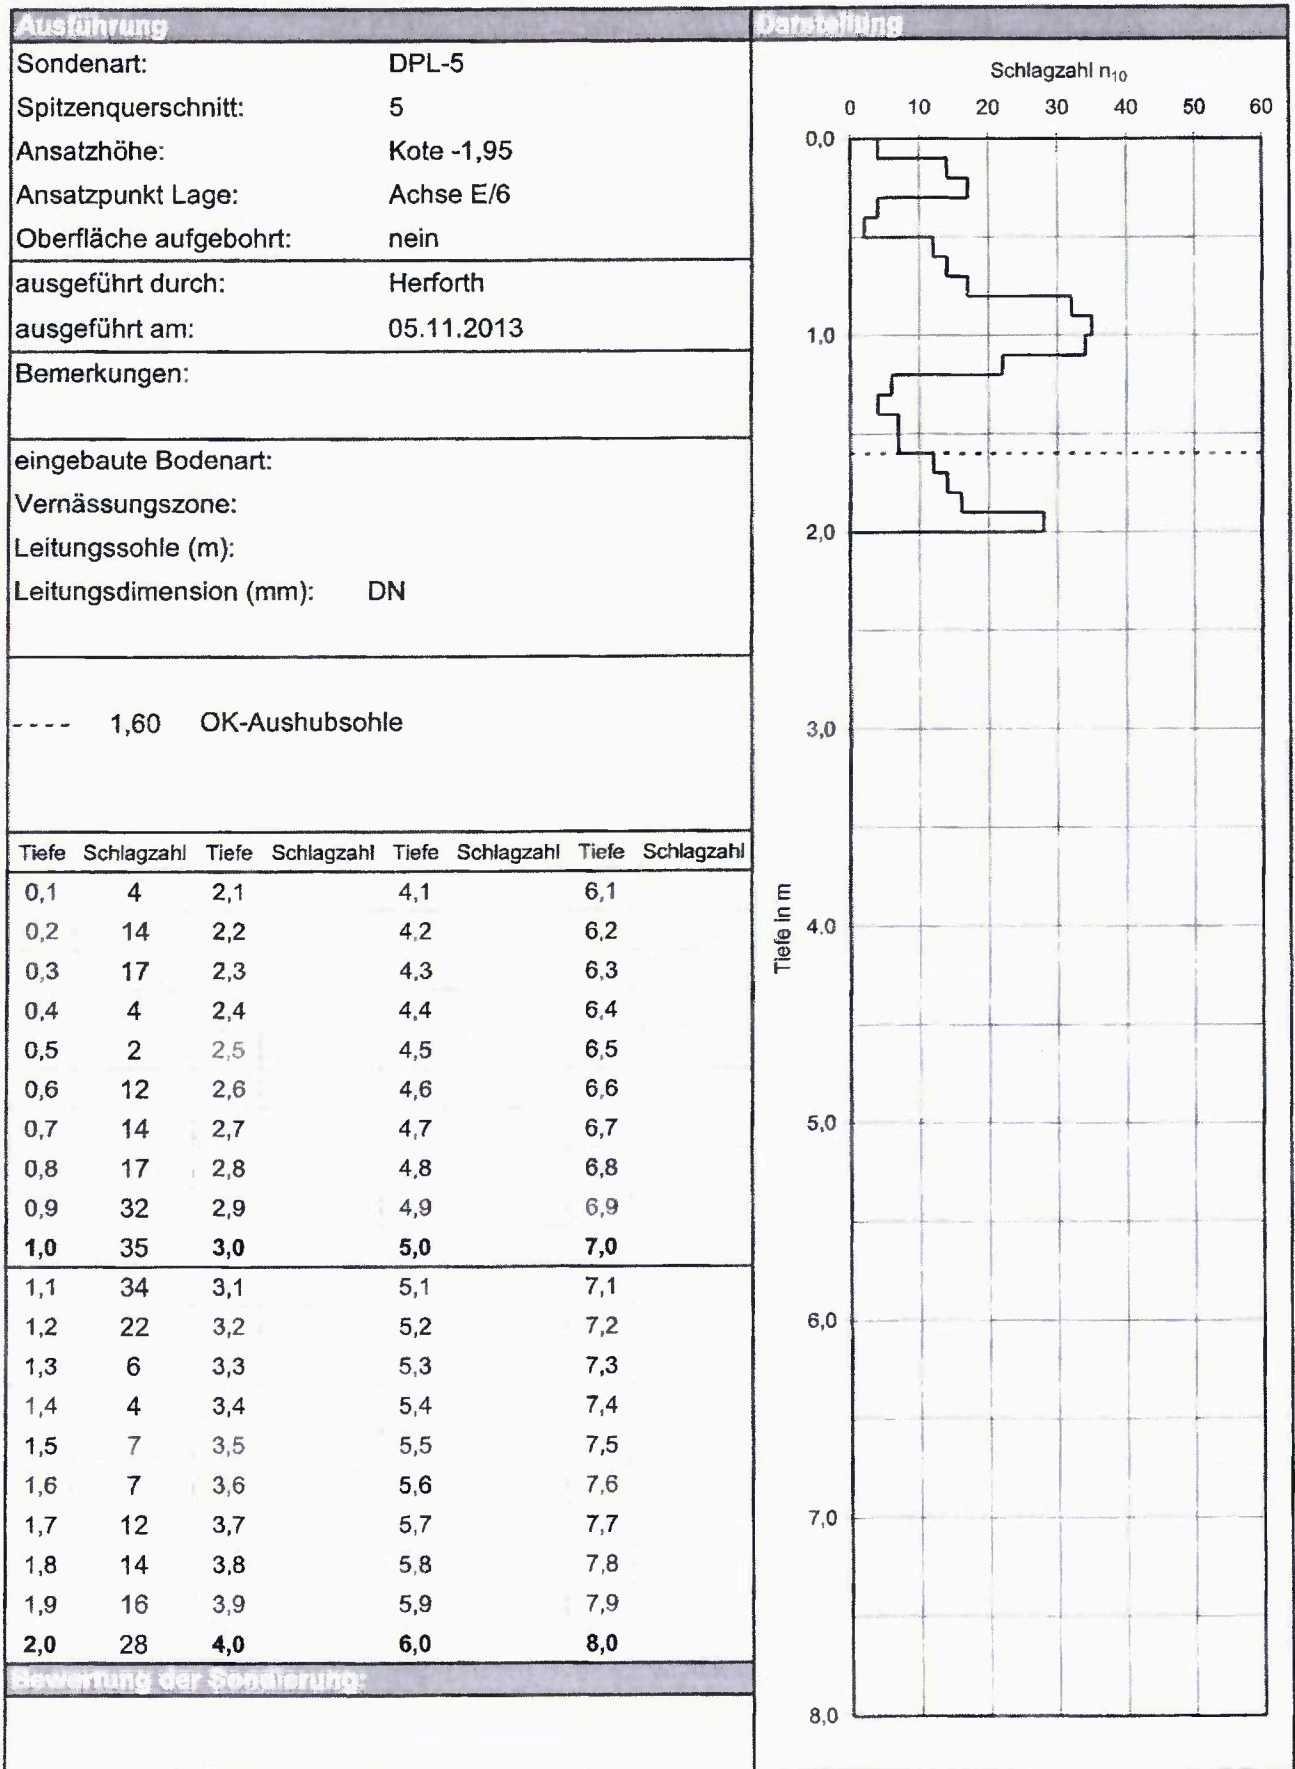 Ausführung
Sondenart: DPL-5
Spitzenquerschnitt: 5
Ansatzhöhe: Kote -1,95
Ansatzpunkt Lage: Achse E/6
Oberfläche aufgebohrt: nein
ausgeführt durch: Herforth
ausgeführt am: 05.11.2013
Bemerkungen:
eingebaute Bodenart:
Vernässungszone:
Leitungssohle (m):
Leitungsdimension (mm): DN
---- 1,60 OK-Aushubsohle
Tiefe Schlagzahl Tiefe Schlagzahl Tiefe Schlagzahl Tiefe Schlagzahl
0,1 4 2,1 4,1 6,1
0,2 14 2,2 4,2 6,2
0,3 17 2,3 4,3 6,3
0,4 4 2,4 4,4 6,4
0,5 2 2,5 4,5 6,5
0,6 12 2,6 4,6 6,6
0,7 14 2,7 4,7 6,7
0,8 17 2,8 4,8 6,8
0,9 32 2,9 4,9 6,9
1,0 35 3,0 5,0 7,0
1,1 34 3,1 5,1 7,1
1,2 22 3,2 5,2 7,2
1,3 6 3,3 5,3 7,3
1,4 4 3,4 5,4 7,4
1,5 7 3,5 5,5 7,5
1,6 7 3,6 5,6 7,6
1,7 12 3,7 5,7 7,7
1,8 14 3,8 5,8 7,8
1,9 16 3,9 5,9 7,9
2,0 28 4,0 6,0 8,0
Bewertung der Sondierung:
Darstellung
Schlagzahl n10
0 10 20 30 40 50 60
0,0
1,0
2,0
3,0
4,0
5,0
6,0
7,0
8,0
Tiefe in m